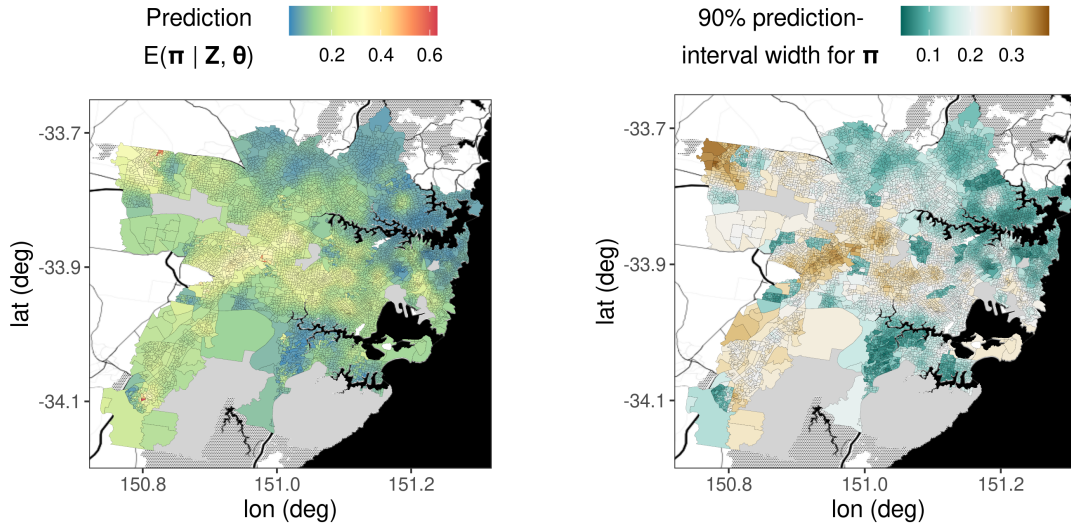 Prediction
E(π | Z, θ)
0.2 0.4 0.6
90% prediction-
interval width for π
0.1 0.2 0.3
-33.7
-33.9
-34.1
lat (deg)
150.8 151.0 151.2
lon (deg)
-33.7
-33.9
-34.1
lat (deg)
150.8 151.0 151.2
lon (deg)